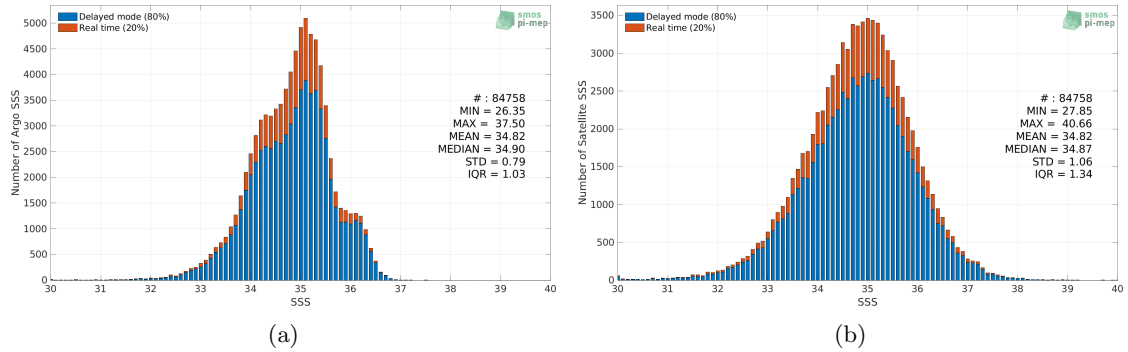 Delayed mode (80%)
Real time (20%)
smos
pi-mep
5000
4500
4000
3500
3000
2500
2000
1500
1000
500
0
Number of Argo SSS
# : 84758
MIN = 26.35
MAX = 37.50
MEAN = 34.82
MEDIAN = 34.90
STD = 0.79
IQR = 1.03
30 31 32 33 34 35 36 37 38 39 40
SSS
(a)
Delayed mode (80%)
Real time (20%)
smos
pi-mep
3500
3000
2500
2000
1500
1000
500
0
Number of Satellite SSS
# : 84758
MIN = 27.85
MAX = 40.66
MEAN = 34.82
MEDIAN = 34.87
STD = 1.06
IQR = 1.34
30 31 32 33 34 35 36 37 38 39 40
SSS
(b)